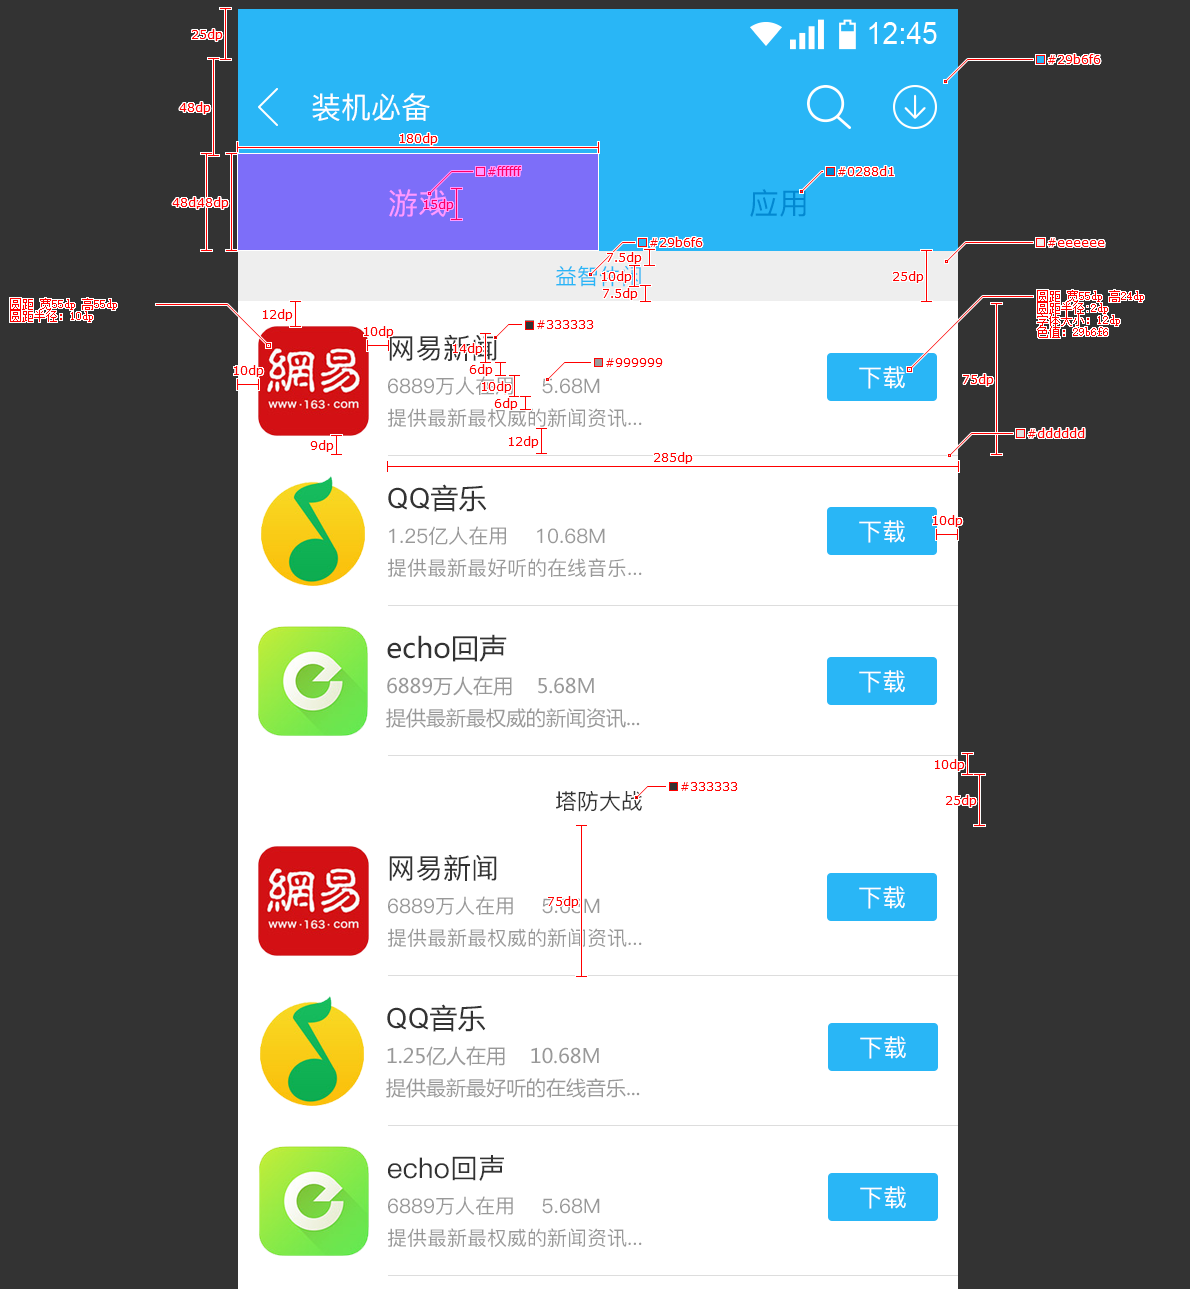 25dp
12:45
#29b6f6
48dp
装机必备
180dp
#ffffff
#0288d1
48dp
48dp
游戏
15dp
应用
#29b6f6
#eeeeee
7.5dp
益智休闲
10dp
25dp
7.5dp
圆距 宽55dp 高55dp
圆距半径：10dp
圆距 宽55dp 高24dp
圆距半径:2dp
字径大小：12dp
色值：29b6f6
12dp
#333333
10dp
網易
www·163·com
14dp
网易新闻
6dp
#999999
10dp
10dp
6889万人在用 5.68M
下载
75dp
6dp
提供最新最权威的新闻资讯...
9dp
12dp
#dddddd
285dp
QQ音乐
1.25亿人在用 10.68M
下载
10dp
提供最新最好听的在线音乐...
echo回声
6889万人在用 5.68M
下载
提供最新最权威的新闻资讯...
10dp
#333333
塔防大战
25dp
網易
www·163·com
网易新闻
6889万人在用 5.68M
75dp
下载
提供最新最权威的新闻资讯...
QQ音乐
1.25亿人在用 10.68M
下载
提供最新最好听的在线音乐...
echo回声
6889万人在用 5.68M
下载
提供最新最权威的新闻资讯...